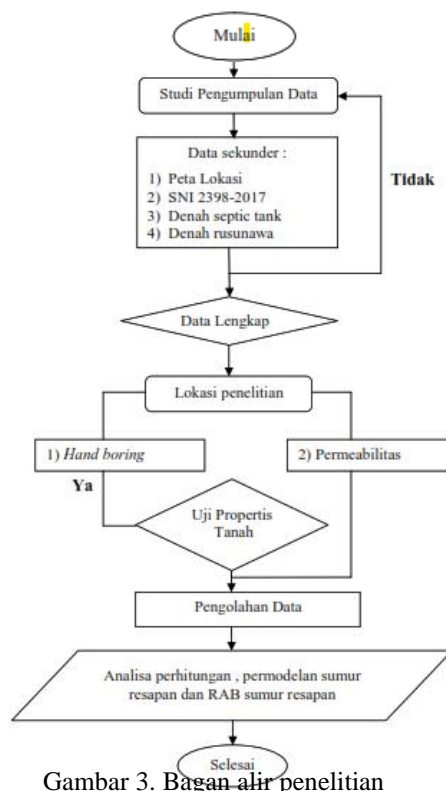 Mulai
Studi Pengumpulan Data
Data sekunder :
1) Peta Lokasi
2) SNI 2398-2017
3) Denah septic tank
4) Denah rusunawa
Tidak
Data Lengkap
Lokasi penelitian
1) Hand boring
2) Permeabilitas
Ya
Uji Propertis
Tanah
Pengolahan Data
Analisa perhitungan , permodelan sumur
resapan dan RAB sumur resapan
Selesai
Gambar 3. Bagan alir penelitian